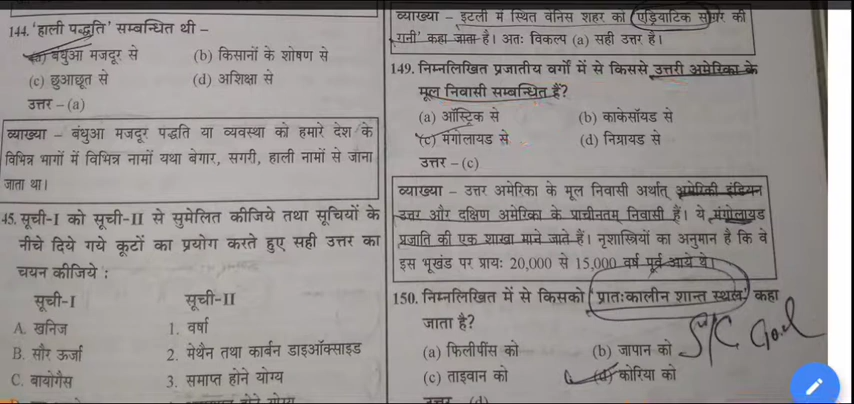 144. 'हाली पद्धति' सम्बन्धित थी –
(a) बंधुआ मजदूर से (b) किसानों के शोषण से
(c) छुआछूत से (d) अशिक्षा से
उत्तर – (a)
व्याख्या – बंधुआ मजदूर पद्धति या व्यवस्था को हमारे देश के
विभिन्न भागों में विभिन्न नामों यथा बेगार, सगरी, हाली नामों से जाना
जाता था।
45. सूची-I को सूची-II से सुमेलित कीजिये तथा सूचियों के
नीचे दिये गये कूटों का प्रयोग करते हुए सही उत्तर का
चयन कीजिये :
सूची-I सूची-II
A. खनिज 1. वर्षा
B. सौर ऊर्जा 2. मेथैन तथा कार्बन डाइऑक्साइड
C. बायोगैस 3. समाप्त होने योग्य
व्याख्या – इटली में स्थित वेनिस शहर को 'एड्रियाटिक सागर की
रानी' कहा जाता है। अतः विकल्प (a) सही उत्तर है।
149. निम्नलिखित प्रजातीय वर्गों में से किससे उत्तरी अमेरिका के
मूल निवासी सम्बन्धित हैं?
(a) ऑस्ट्रिक से (b) काकेसॉयड से
(c) मंगोलायड से (d) निग्रायड से
उत्तर – (c)
व्याख्या – उत्तर अमेरिका के मूल निवासी अर्थात् अमेरिकी इंडियन
उत्तर और दक्षिण अमेरिका के प्राचीनतम् निवासी हैं। ये मंगोलायड
प्रजाति की एक शाखा माने जाते हैं। नृशास्त्रियों का अनुमान है कि वे
इस भूखंड पर प्रायः 20,000 से 15,000 वर्ष पूर्व आये थे।
150. निम्नलिखित में से किसको 'प्रातःकालीन शान्त स्थल' कहा
जाता है?
(a) फिलीपींस को (b) जापान को
(c) ताइवान को (d) कोरिया को
उत्तर (d)